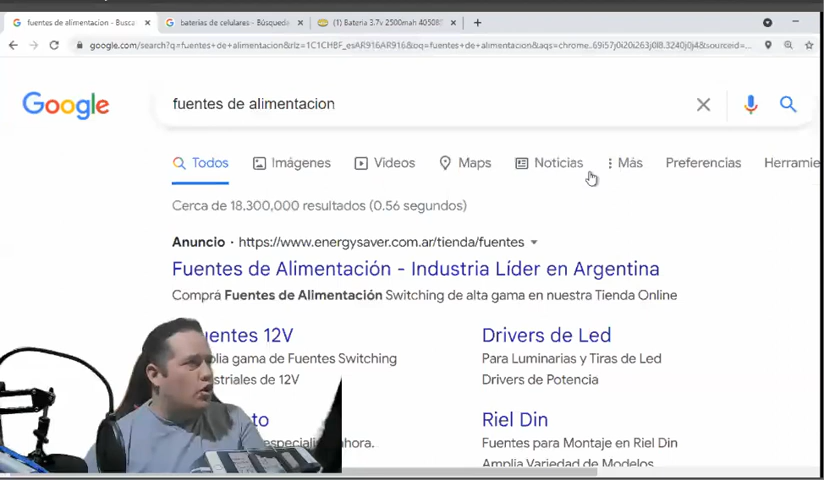 fuentes de alimentacion - Busca
baterias de celulares - Búsqued
(1) Bateria 3.7v 2500mah 40508
google.com/search?q=fuentes+de+alimentacion&rlz=1C1CHBF_esAR916AR916&oq=fuentes+de+alimentacion&aqs=chrome..69i57j0i20i263j0l8.3240j0j4&sourceid=...
Google
fuentes de alimentacion
Todos
Imágenes
Videos
Maps
Noticias
Más
Preferencias
Herramie
Cerca de 18,300,000 resultados (0.56 segundos)
Anuncio · https://www.energysaver.com.ar/tienda/fuentes
Fuentes de Alimentación - Industria Líder en Argentina
Comprá Fuentes de Alimentación Switching de alta gama en nuestra Tienda Online
uentes 12V
plia gama de Fuentes Switching
striales de 12V
Drivers de Led
Para Luminarias y Tiras de Led
Drivers de Potencia
to
especiali ahora.
Riel Din
Fuentes para Montaje en Riel Din
Amplía Variedad de Modelos